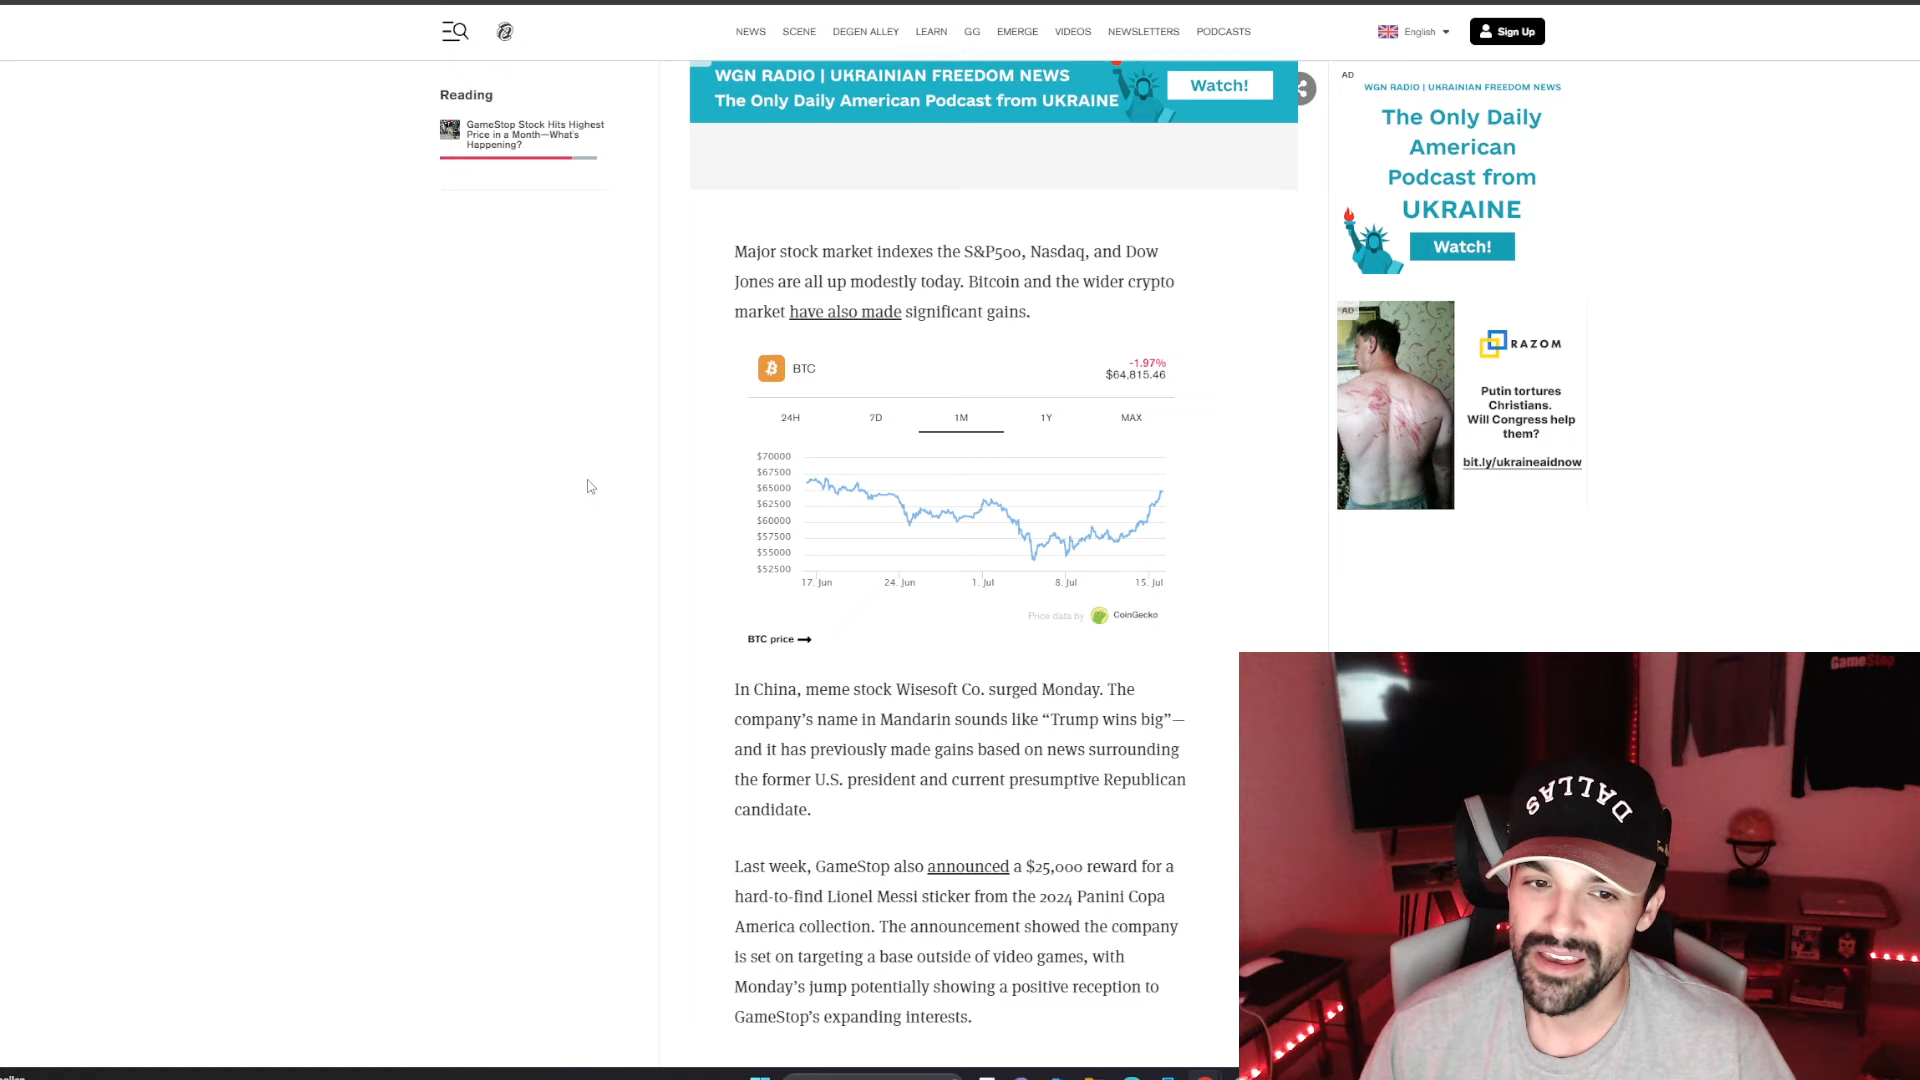 NEWS SCENE DEGEN ALLEY LEARN GG EMERGE VIDEOS NEWSLETTERS PODCASTS
English
Sign Up
Reading
GameStop Stock Hits Highest
Price in a Month—What's
Happening?
WGN RADIO | UKRAINIAN FREEDOM NEWS
The Only Daily American Podcast from UKRAINE
Watch!
AD
WGN RADIO | UKRAINIAN FREEDOM NEWS
The Only Daily
American
Podcast from
UKRAINE
Watch!
AD
RAZOM
Putin tortures
Christians.
Will Congress help
them?
bit.ly/ukraineaidnow
Major stock market indexes the S&P500, Nasdaq, and Dow
Jones are all up modestly today. Bitcoin and the wider crypto
market have also made significant gains.
BTC
-1.97%
$64,815.46
24H 7D 1M 1Y MAX
$70000
$67500
$65000
$62500
$60000
$57500
$55000
$52500
17. Jun 24. Jun 1. Jul 8. Jul 15. Jul
Price data by CoinGecko
BTC price
In China, meme stock Wisesoft Co. surged Monday. The
company’s name in Mandarin sounds like “Trump wins big”—
and it has previously made gains based on news surrounding
the former U.S. president and current presumptive Republican
candidate.
Last week, GameStop also announced a $25,000 reward for a
hard-to-find Lionel Messi sticker from the 2024 Panini Copa
America collection. The announcement showed the company
is set on targeting a base outside of video games, with
Monday’s jump potentially showing a positive reception to
GameStop’s expanding interests.
GameStop
DALLAS